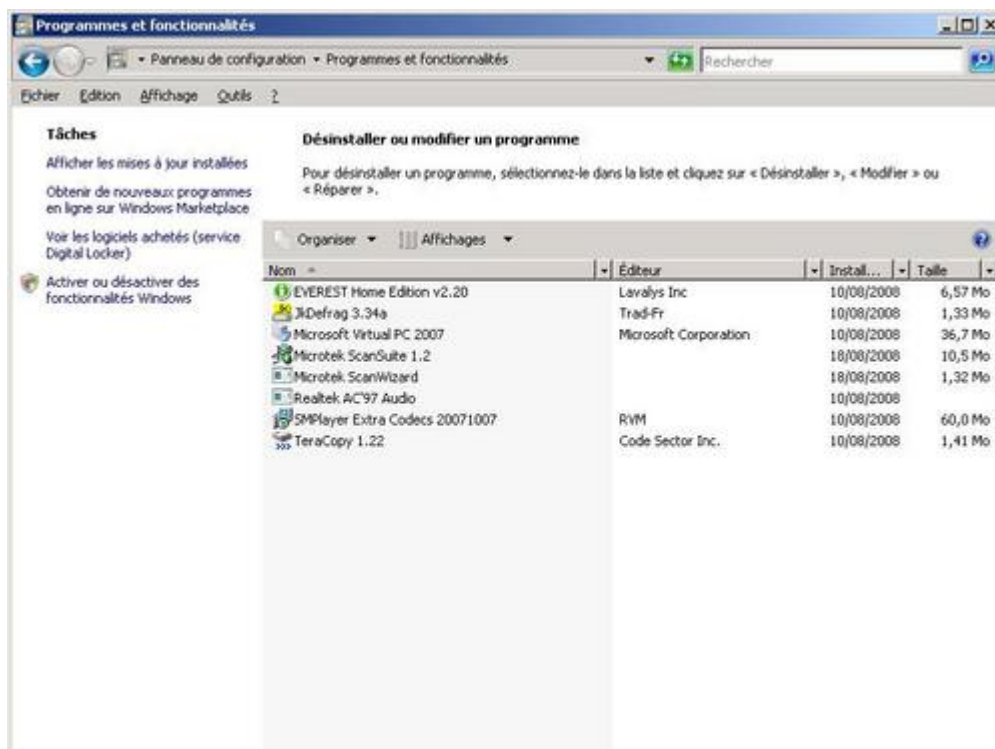 Programmes et fonctionnalités
Panneau de configuration Programmes et fonctionnalités Rechercher
Fichier Edition Affichage Outils ?
Tâches
Afficher les mises à jour installées
Obtenir de nouveaux programmes
en ligne sur Windows Marketplace
Voir les logiciels achetés (service
Digital Locker)
Activer ou désactiver des
fonctionnalités Windows
Désinstaller ou modifier un programme
Pour désinstaller un programme, sélectionnez-le dans la liste et cliquez sur « Désinstaller », « Modifier » ou
« Réparer ».
Organiser Affichages
Nom Éditeur Install... Taille
EVEREST Home Edition v2.20 Lavalys Inc 10/08/2008 6,57 Mo
JkDefrag 3.34a Trad-Fr 10/08/2008 1,33 Mo
Microsoft Virtual PC 2007 Microsoft Corporation 10/08/2008 36,7 Mo
Microtek ScanSuite 1.2 18/08/2008 10,5 Mo
Microtek ScanWizard 18/08/2008 1,32 Mo
Realtek AC'97 Audio 10/08/2008
SMPlayer Extra Codecs 20071007 RVM 10/08/2008 60,0 Mo
TeraCopy 1.22 Code Sector Inc. 10/08/2008 1,41 Mo